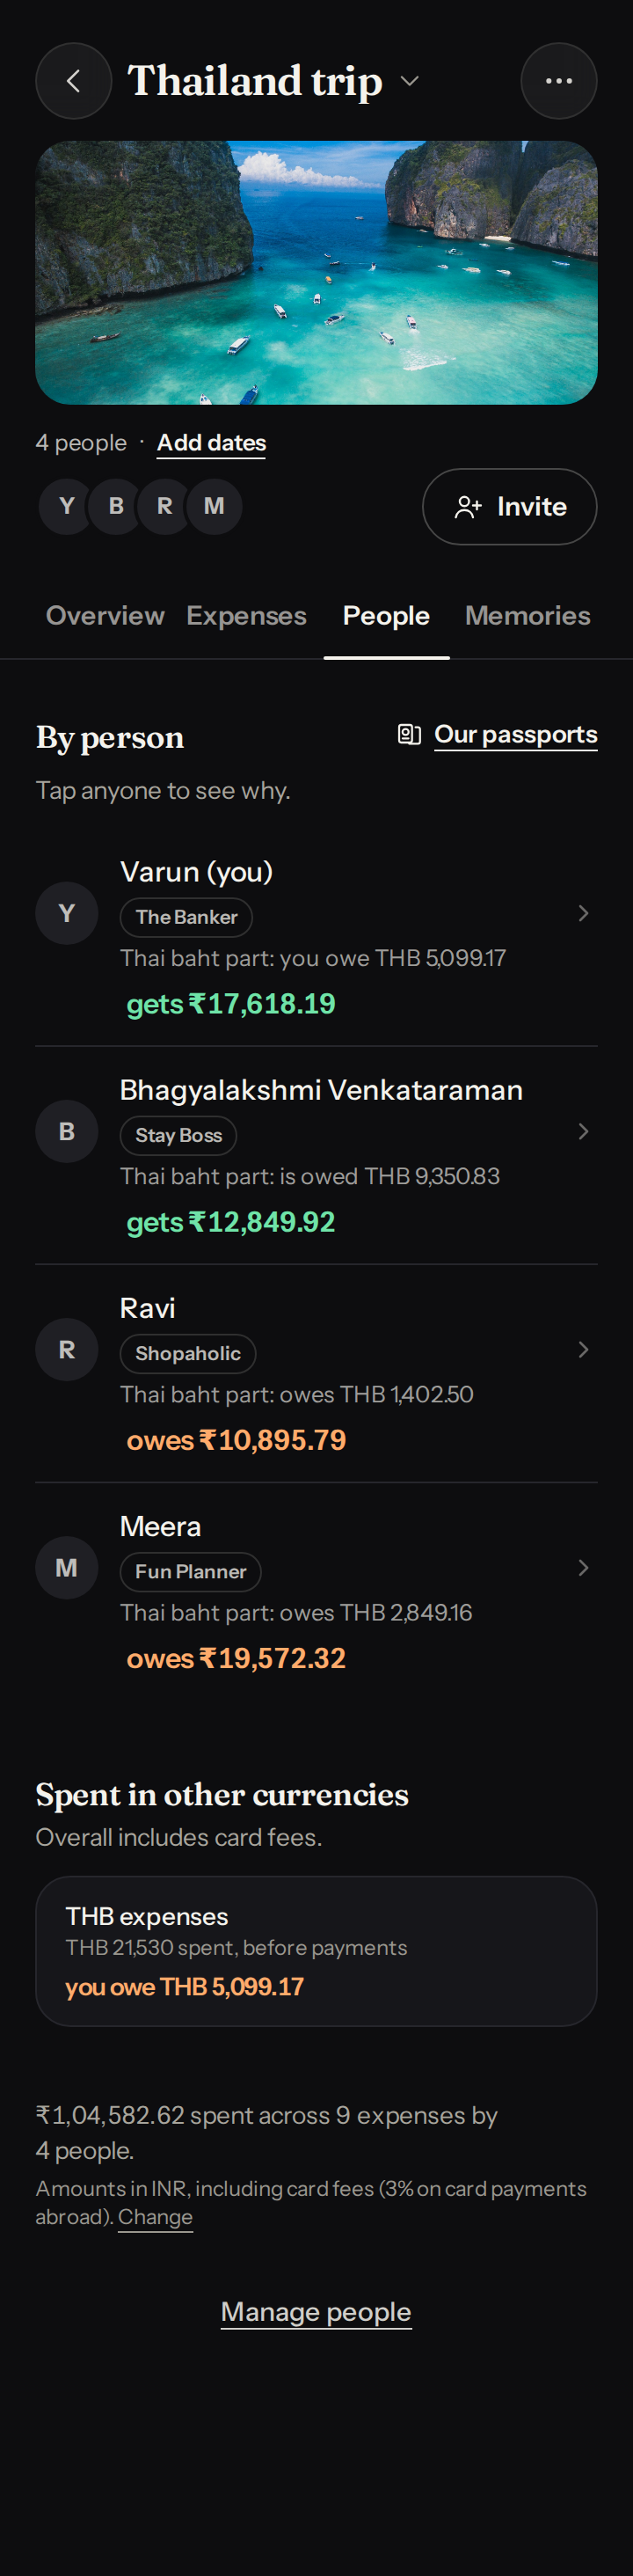 Thailand trip
4 people · Add dates
Y B R M
Invite
Overview Expenses People Memories
By person
Our passports
Tap anyone to see why.
Y
Varun (you)
The Banker
Thai baht part: you owe THB 5,099.17
gets ₹17,618.19
B
Bhagyalakshmi Venkataraman
Stay Boss
Thai baht part: is owed THB 9,350.83
gets ₹12,849.92
R
Ravi
Shopaholic
Thai baht part: owes THB 1,402.50
owes ₹10,895.79
M
Meera
Fun Planner
Thai baht part: owes THB 2,849.16
owes ₹19,572.32
Spent in other currencies
Overall includes card fees.
THB expenses
THB 21,530 spent, before payments
you owe THB 5,099.17
₹1,04,582.62 spent across 9 expenses by
4 people.
Amounts in INR, including card fees (3% on card payments
abroad). Change
Manage people